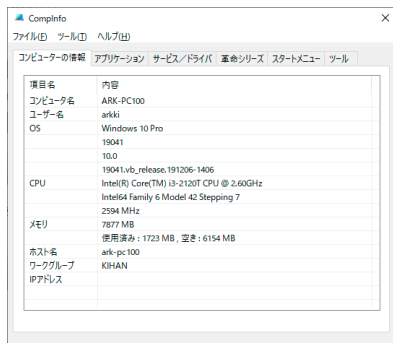 CompInfo
ファイル(F) ツール(T) ヘルプ(H)
コンピューターの情報 アプリケーション サービス／ドライバ 革命シリーズ スタートメニュー ツール
項目名 内容
コンピュータ名 ARK-PC100
ユーザー名 arkki
OS Windows 10 Pro
19041
10.0
19041.vb_release.191206-1406
CPU Intel(R) Core(TM) i3-2120T CPU @ 2.60GHz
Intel64 Family 6 Model 42 Stepping 7
2594 MHz
メモリ 7877 MB
使用済み : 1723 MB , 空き : 6154 MB
ホスト名 ark-pc100
ワークグループ KIHAN
IPアドレス